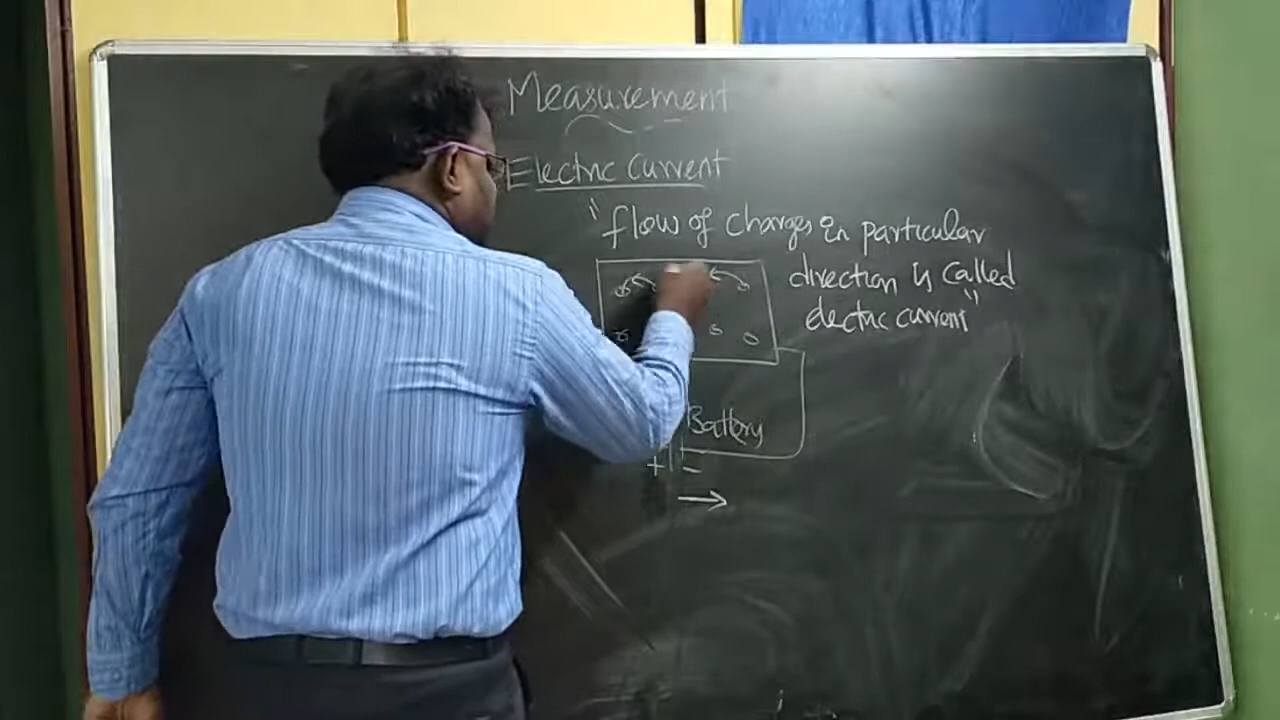 Measurement
Electric Current
"flow of charges in particular
direction is called
electric current"
Battery
+ -